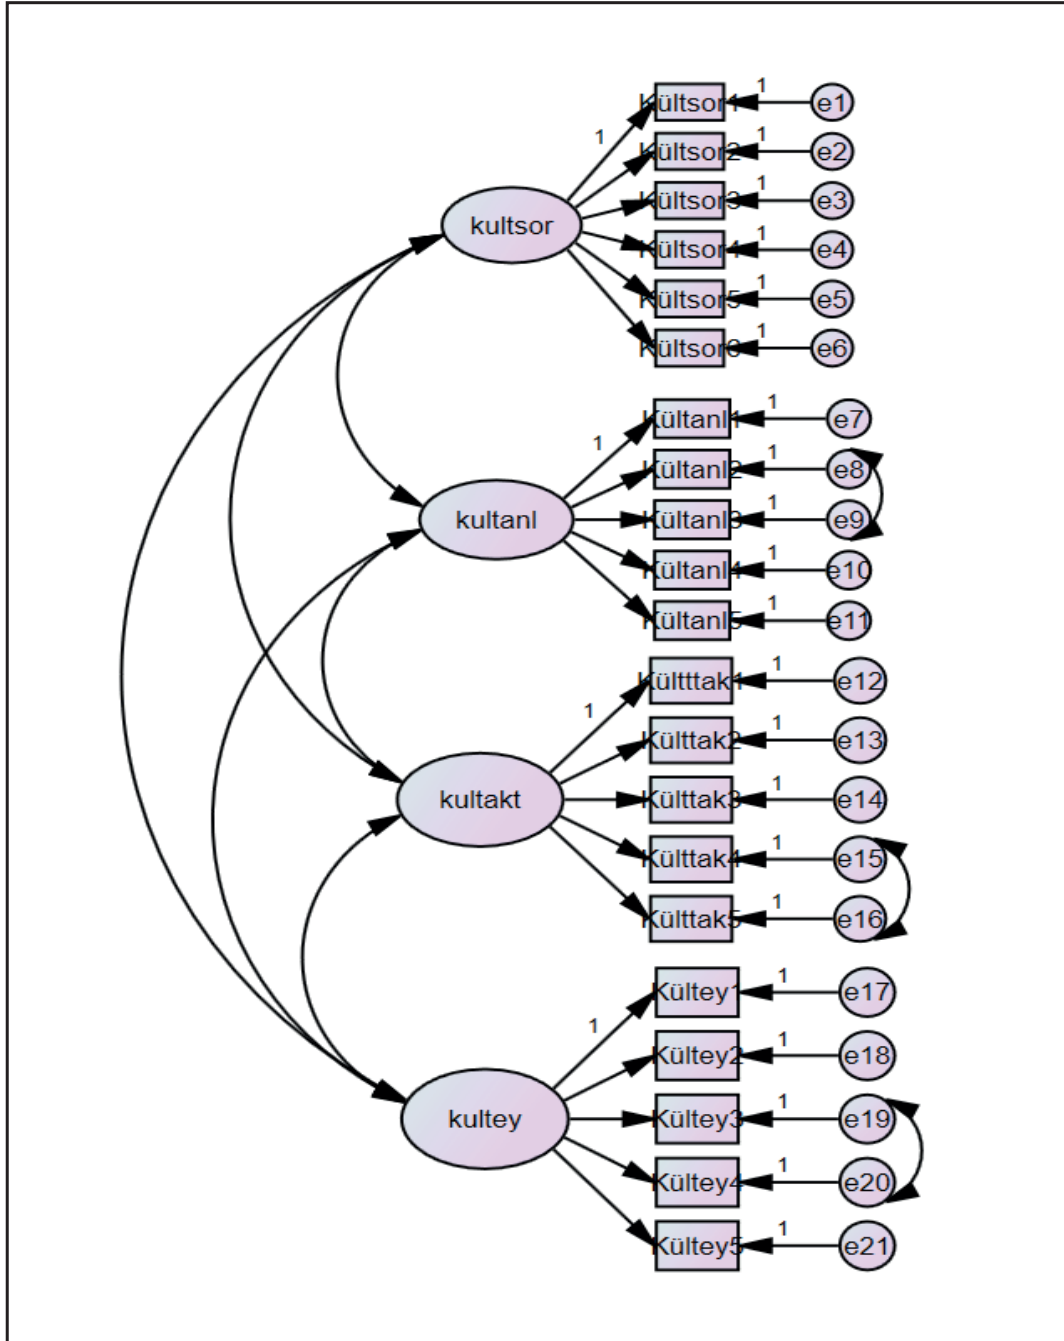 Kültsor1 1 e1
Kültsor2 1 e2
1 Kültsor3 1 e3
kultsor Kültsor4 1 e4
Kültsor5 1 e5
Kültsor6 1 e6
Kültanl1 1 e7
1 Kültanl2 1 e8
kultanl Kültanl3 1 e9
Kültanl4 1 e10
Kültanl5 1 e11
Kültttak1 1 e12
1 Külttak2 1 e13
kultakt Külttak3 1 e14
Külttak4 1 e15
Külttak5 1 e16
Kültey1 1 e17
1 Kültey2 1 e18
kultey Kültey3 1 e19
Kültey4 1 e20
Kültey5 1 e21